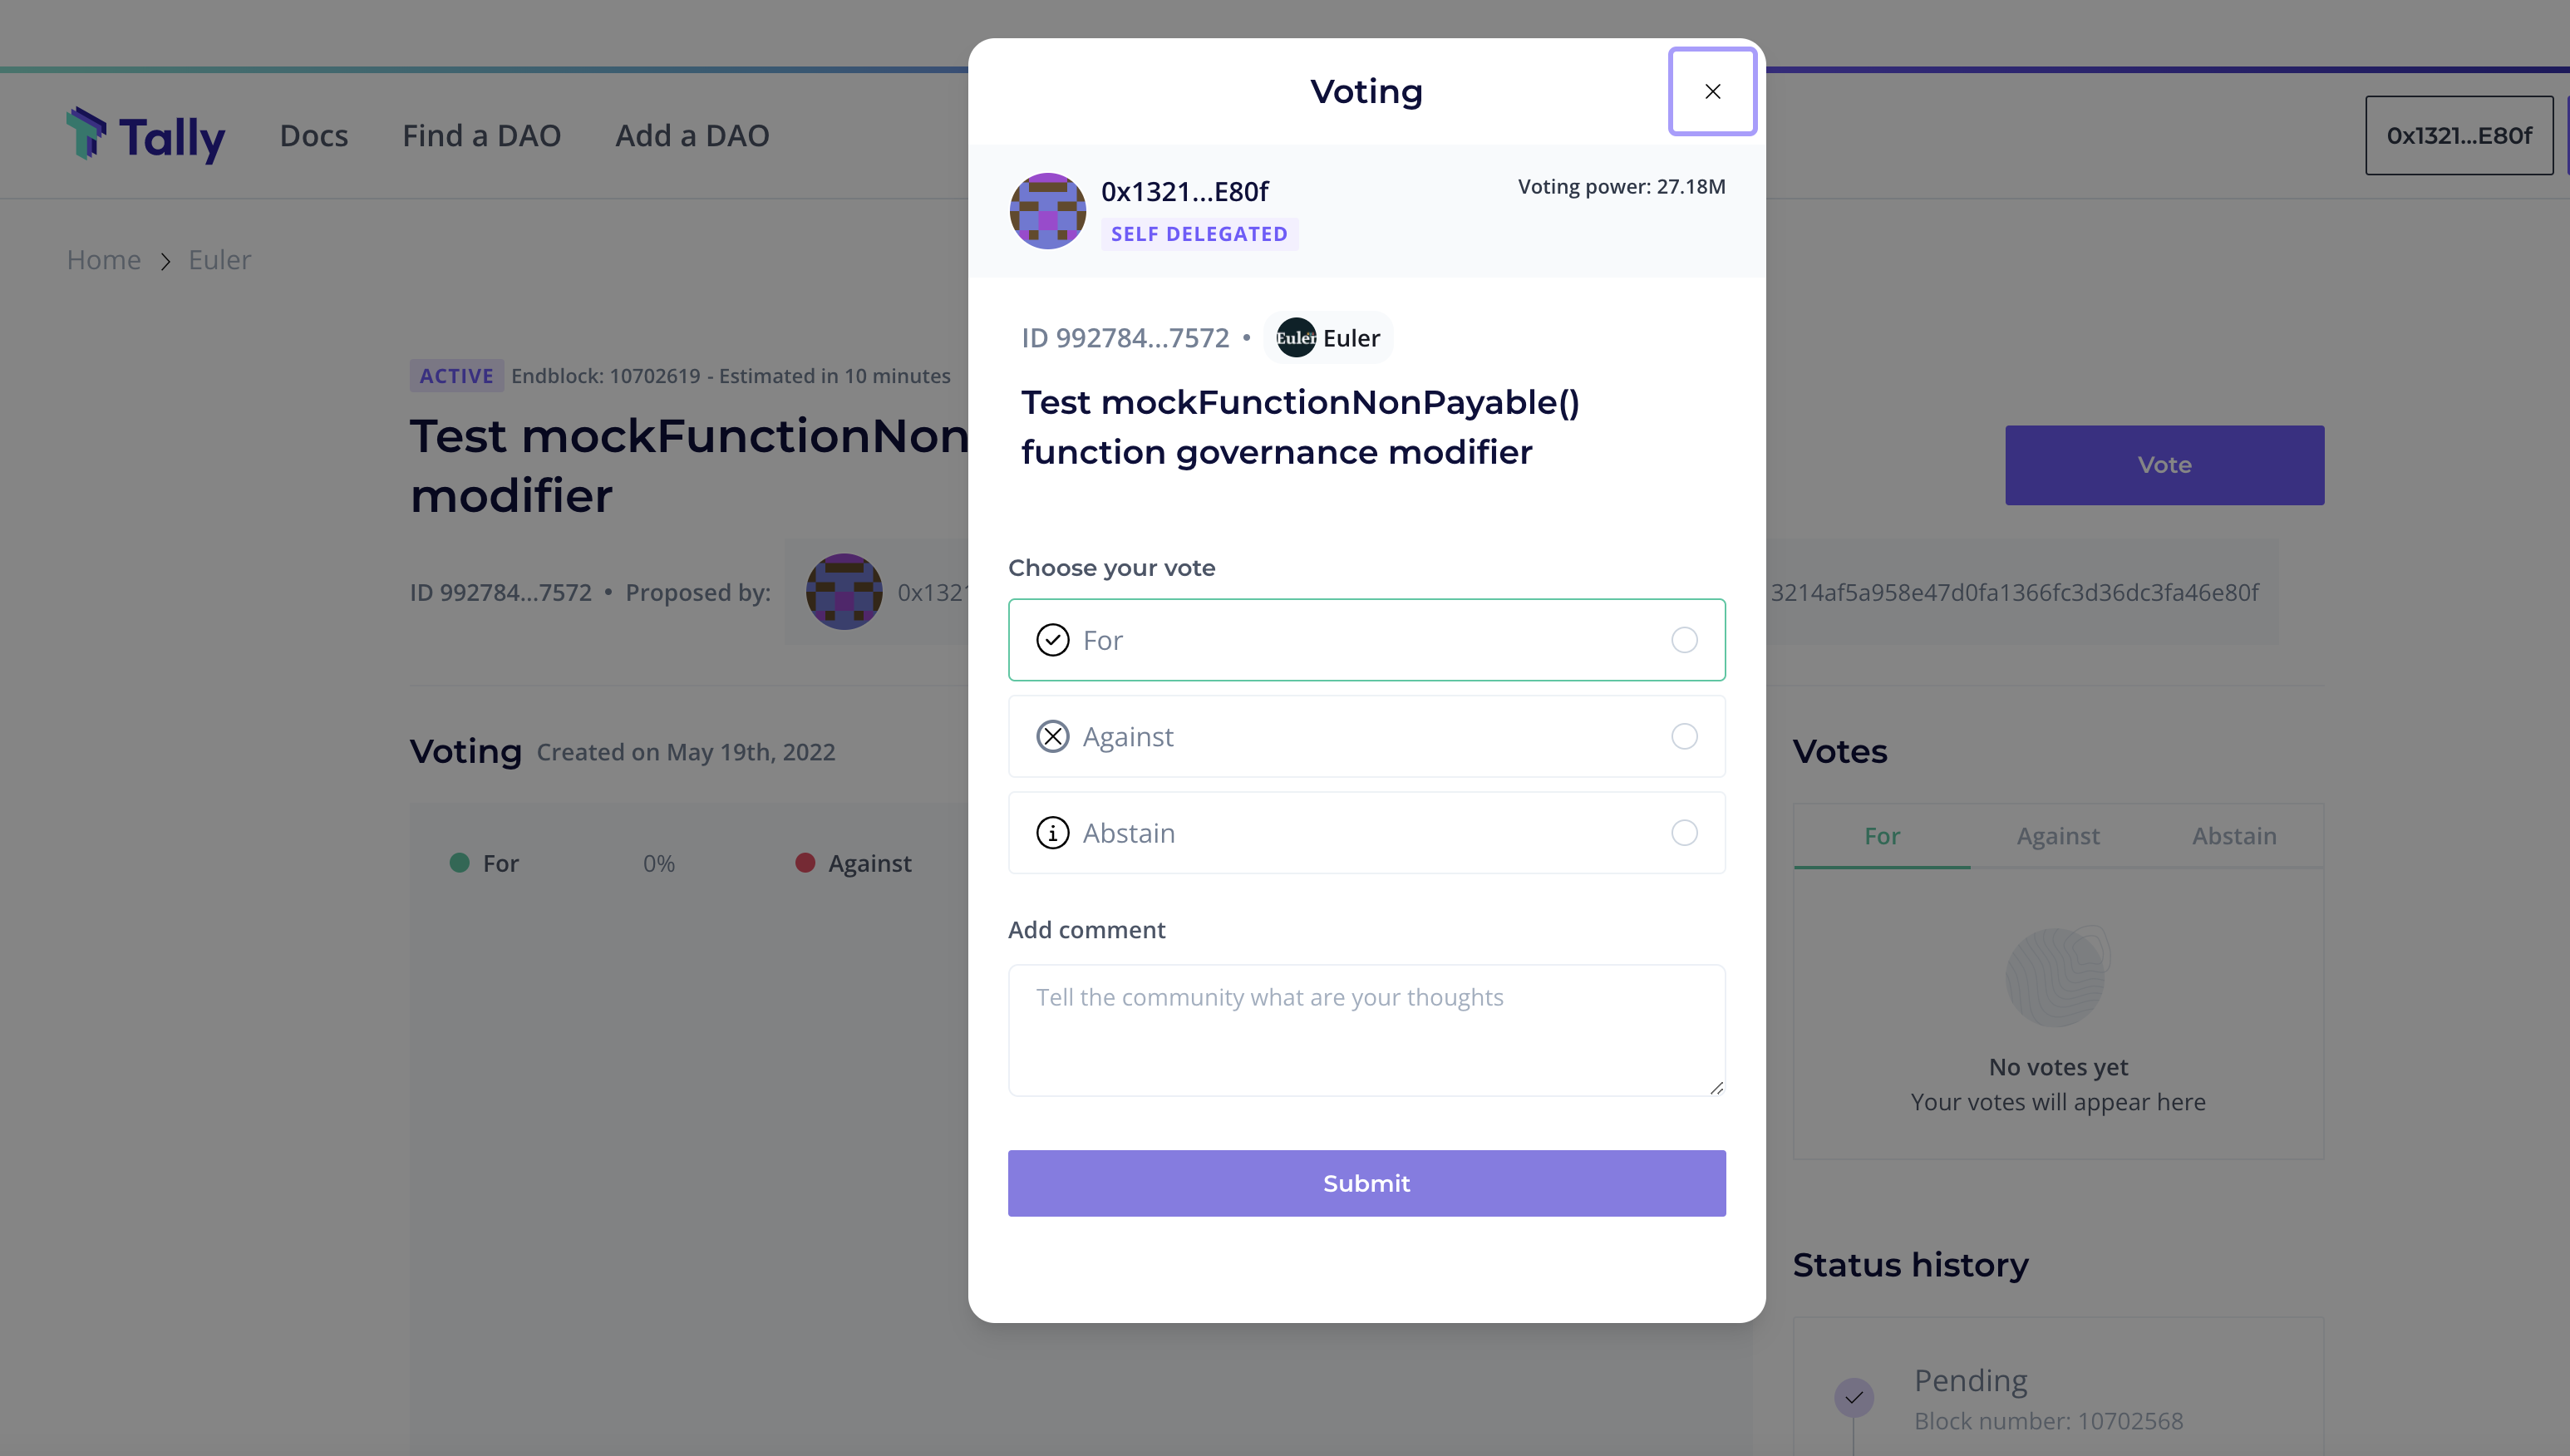 Tally
Docs
Find a DAO
Add a DAO
0x1321...E80f
Home
Euler
ACTIVE
Endblock: 10702619 - Estimated in 10 minutes
Test mockFunctionNon
modifier
ID 992784...7572 • Proposed by:
0x1321
3214af5a958e47d0fa1366fc3d36dc3fa46e80f
Vote
Voting
Created on May 19th, 2022
For
0%
Against
Voting
0x1321...E80f
SELF DELEGATED
Voting power: 27.18M
ID 992784...7572 •
Euler
Euler
Test mockFunctionNonPayable()
function governance modifier
Choose your vote
For
Against
Abstain
Add comment
Tell the community what are your thoughts
Submit
Votes
For
Against
Abstain
No votes yet
Your votes will appear here
Status history
Pending
Block number: 10702568